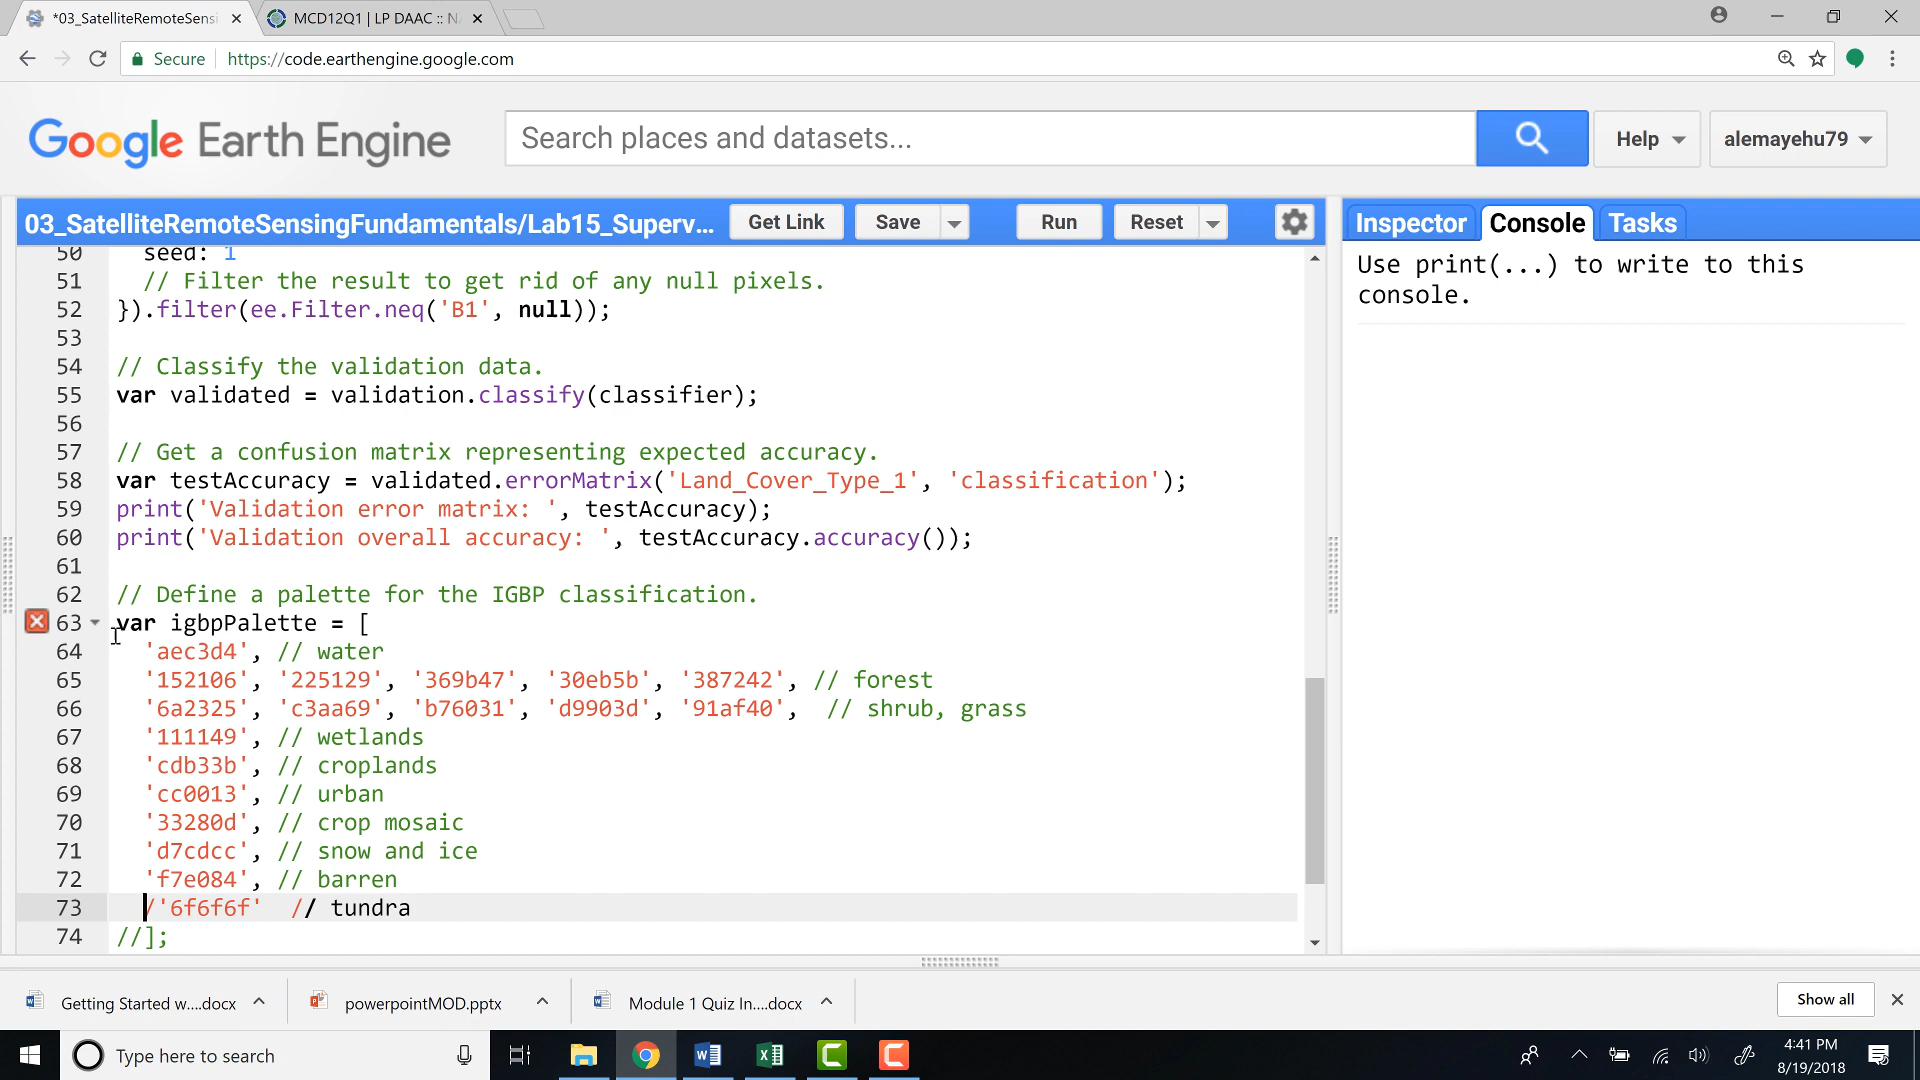 *03_SatelliteRemoteSensi
MCD12Q1 | LP DAAC :: N
Secure
https://code.earthengine.google.com
Google Earth Engine
Search places and datasets...
Help
alemayehu79
03_SatelliteRemoteSensingFundamentals/Lab15_Superv...
Get Link
Save
Run
Reset
Inspector
Console
Tasks
50 seed: 1
51 // Filter the result to get rid of any null pixels.
52 }).filter(ee.Filter.neq('B1', null));
53
54 // Classify the validation data.
55 var validated = validation.classify(classifier);
56
57 // Get a confusion matrix representing expected accuracy.
58 var testAccuracy = validated.errorMatrix('Land_Cover_Type_1', 'classification');
59 print('Validation error matrix: ', testAccuracy);
60 print('Validation overall accuracy: ', testAccuracy.accuracy());
61
62 // Define a palette for the IGBP classification.
63 var igbpPalette = [
64 'aec3d4', // water
65 '152106', '225129', '369b47', '30eb5b', '387242', // forest
66 '6a2325', 'c3aa69', 'b76031', 'd9903d', '91af40',  // shrub, grass
67 '111149', // wetlands
68 'cdb33b', // croplands
69 'cc0013', // urban
70 '33280d', // crop mosaic
71 'd7cdcc', // snow and ice
72 'f7e084', // barren
73 /'6f6f6f'  // tundra
74 //];
Use print(...) to write to this
console.
Getting Started w....docx
powerpointMOD.pptx
Module 1 Quiz In....docx
Show all
Type here to search
4:41 PM
8/19/2018